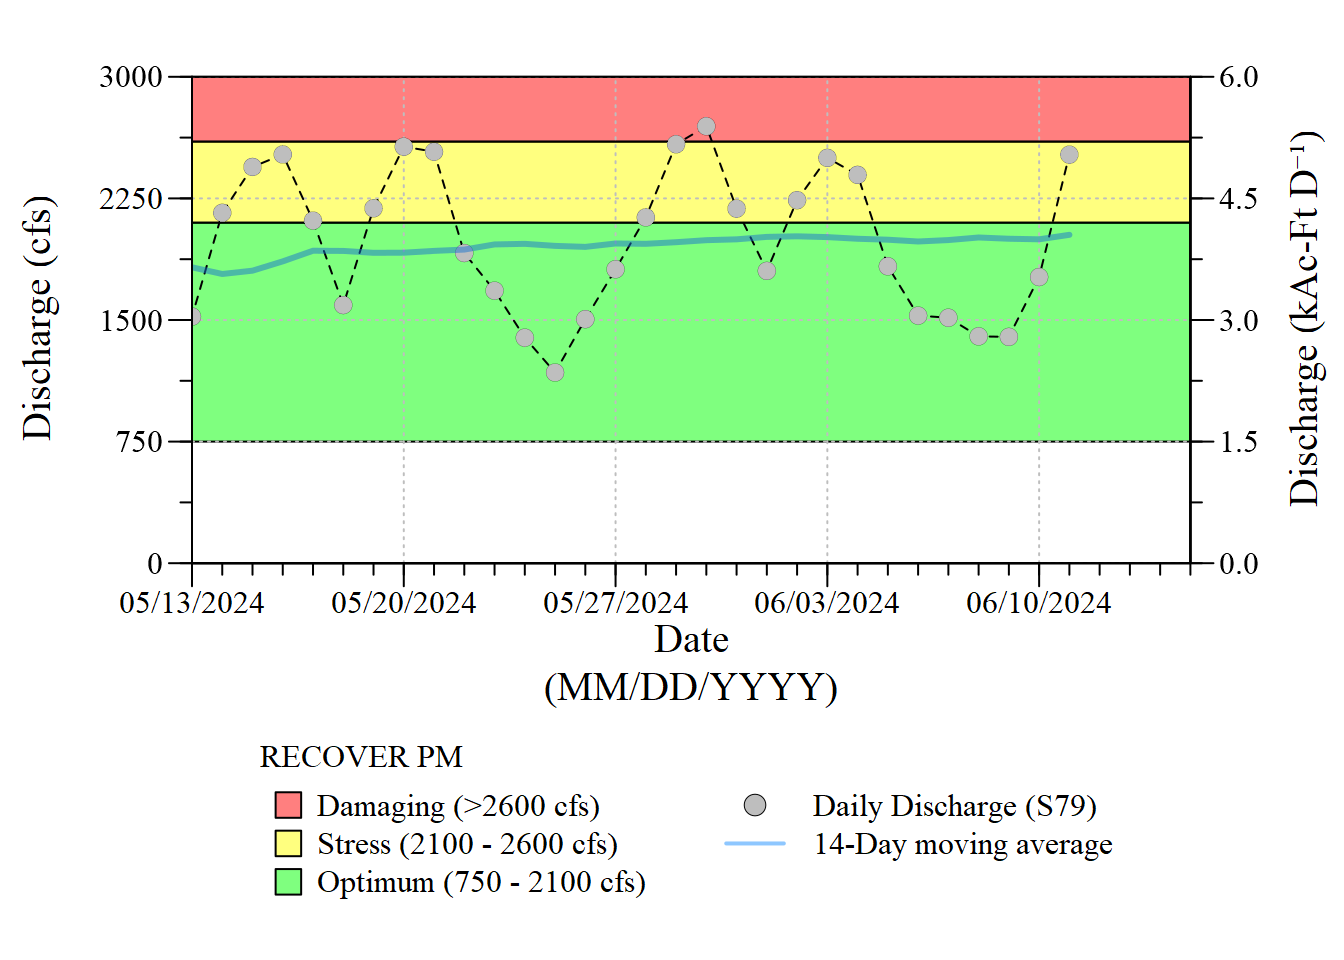 3000
2250
1500
750
0
Discharge (cfs)
6.0
4.5
3.0
1.5
0.0
Discharge (kAc-Ft D⁻¹)
05/13/2024 05/20/2024 05/27/2024 06/03/2024 06/10/2024
Date
(MM/DD/YYYY)
RECOVER PM
Damaging (>2600 cfs)
Stress (2100 - 2600 cfs)
Optimum (750 - 2100 cfs)
Daily Discharge (S79)
14-Day moving average